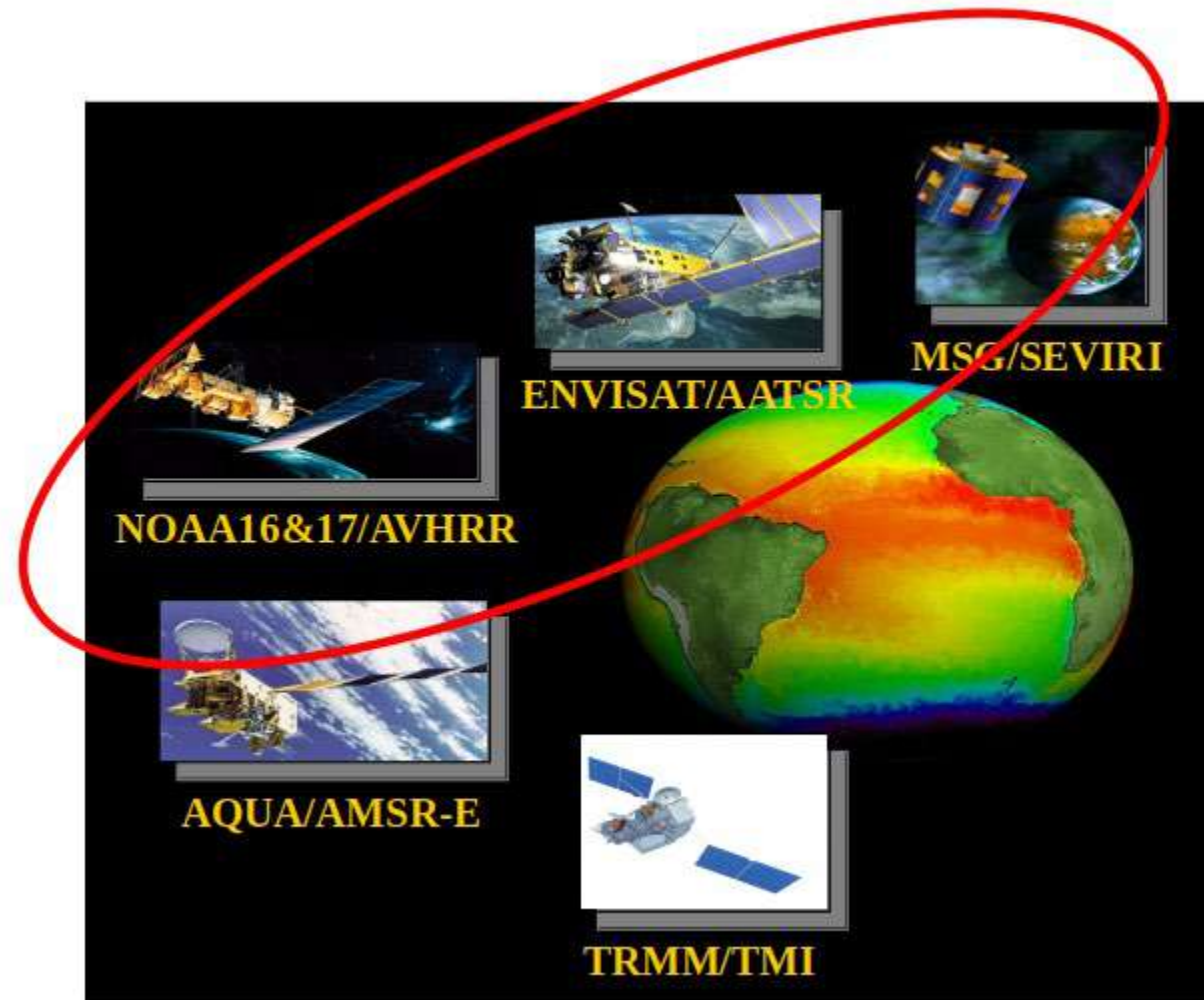 MSG/SEVIRI
ENVISAT/AATSR
NOAA16&17/AVHRR
AQUA/AMSR-E
TRMM/TMI